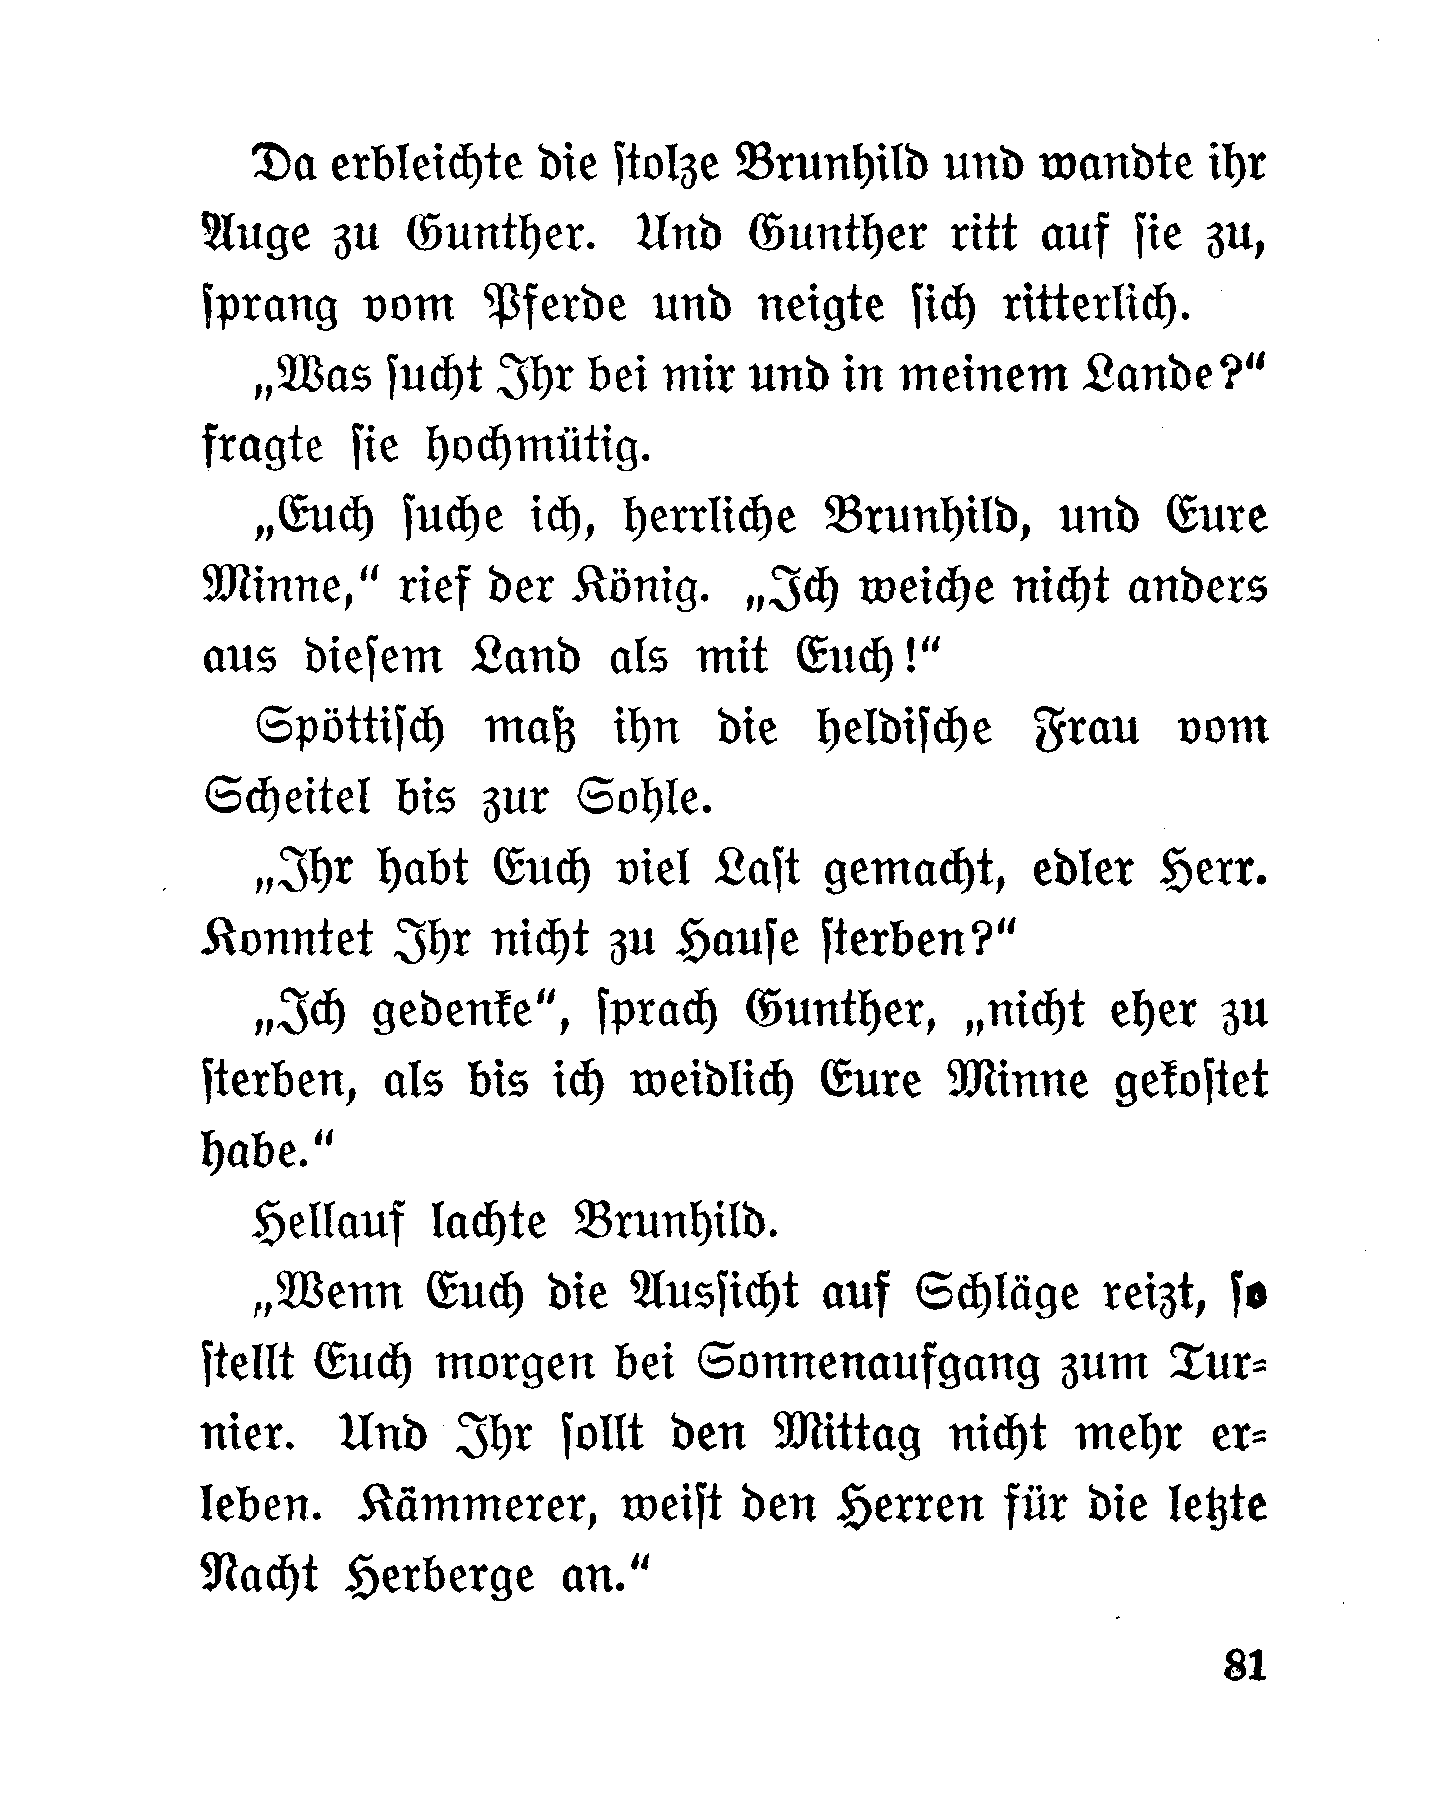 Da erbleichte die stolze Brunhild und wandte ihr
Auge zu Gunther. Und Gunther ritt auf sie zu,
sprang vom Pferde und neigte sich ritterlich.
„Was sucht Ihr bei mir und in meinem Lande?“
fragte sie hochmütig.
„Euch suche ich, herrliche Brunhild, und Eure
Minne,“ rief der König. „Ich weiche nicht anders
aus diesem Land als mit Euch!“
Spöttisch maß ihn die heldische Frau vom
Scheitel bis zur Sohle.
„Ihr habt Euch viel Last gemacht, edler Herr.
Konntet Ihr nicht zu Hause sterben?“
„Ich gedenke“, sprach Gunther, „nicht eher zu
sterben, als bis ich weidlich Eure Minne gekostet
habe.“
Hellauf lachte Brunhild.
„Wenn Euch die Aussicht auf Schläge reizt, so
stellt Euch morgen bei Sonnenaufgang zum Tur-
nier. Und Ihr sollt den Mittag nicht mehr er-
leben. Kämmerer, weist den Herren für die letzte
Nacht Herberge an.“
81